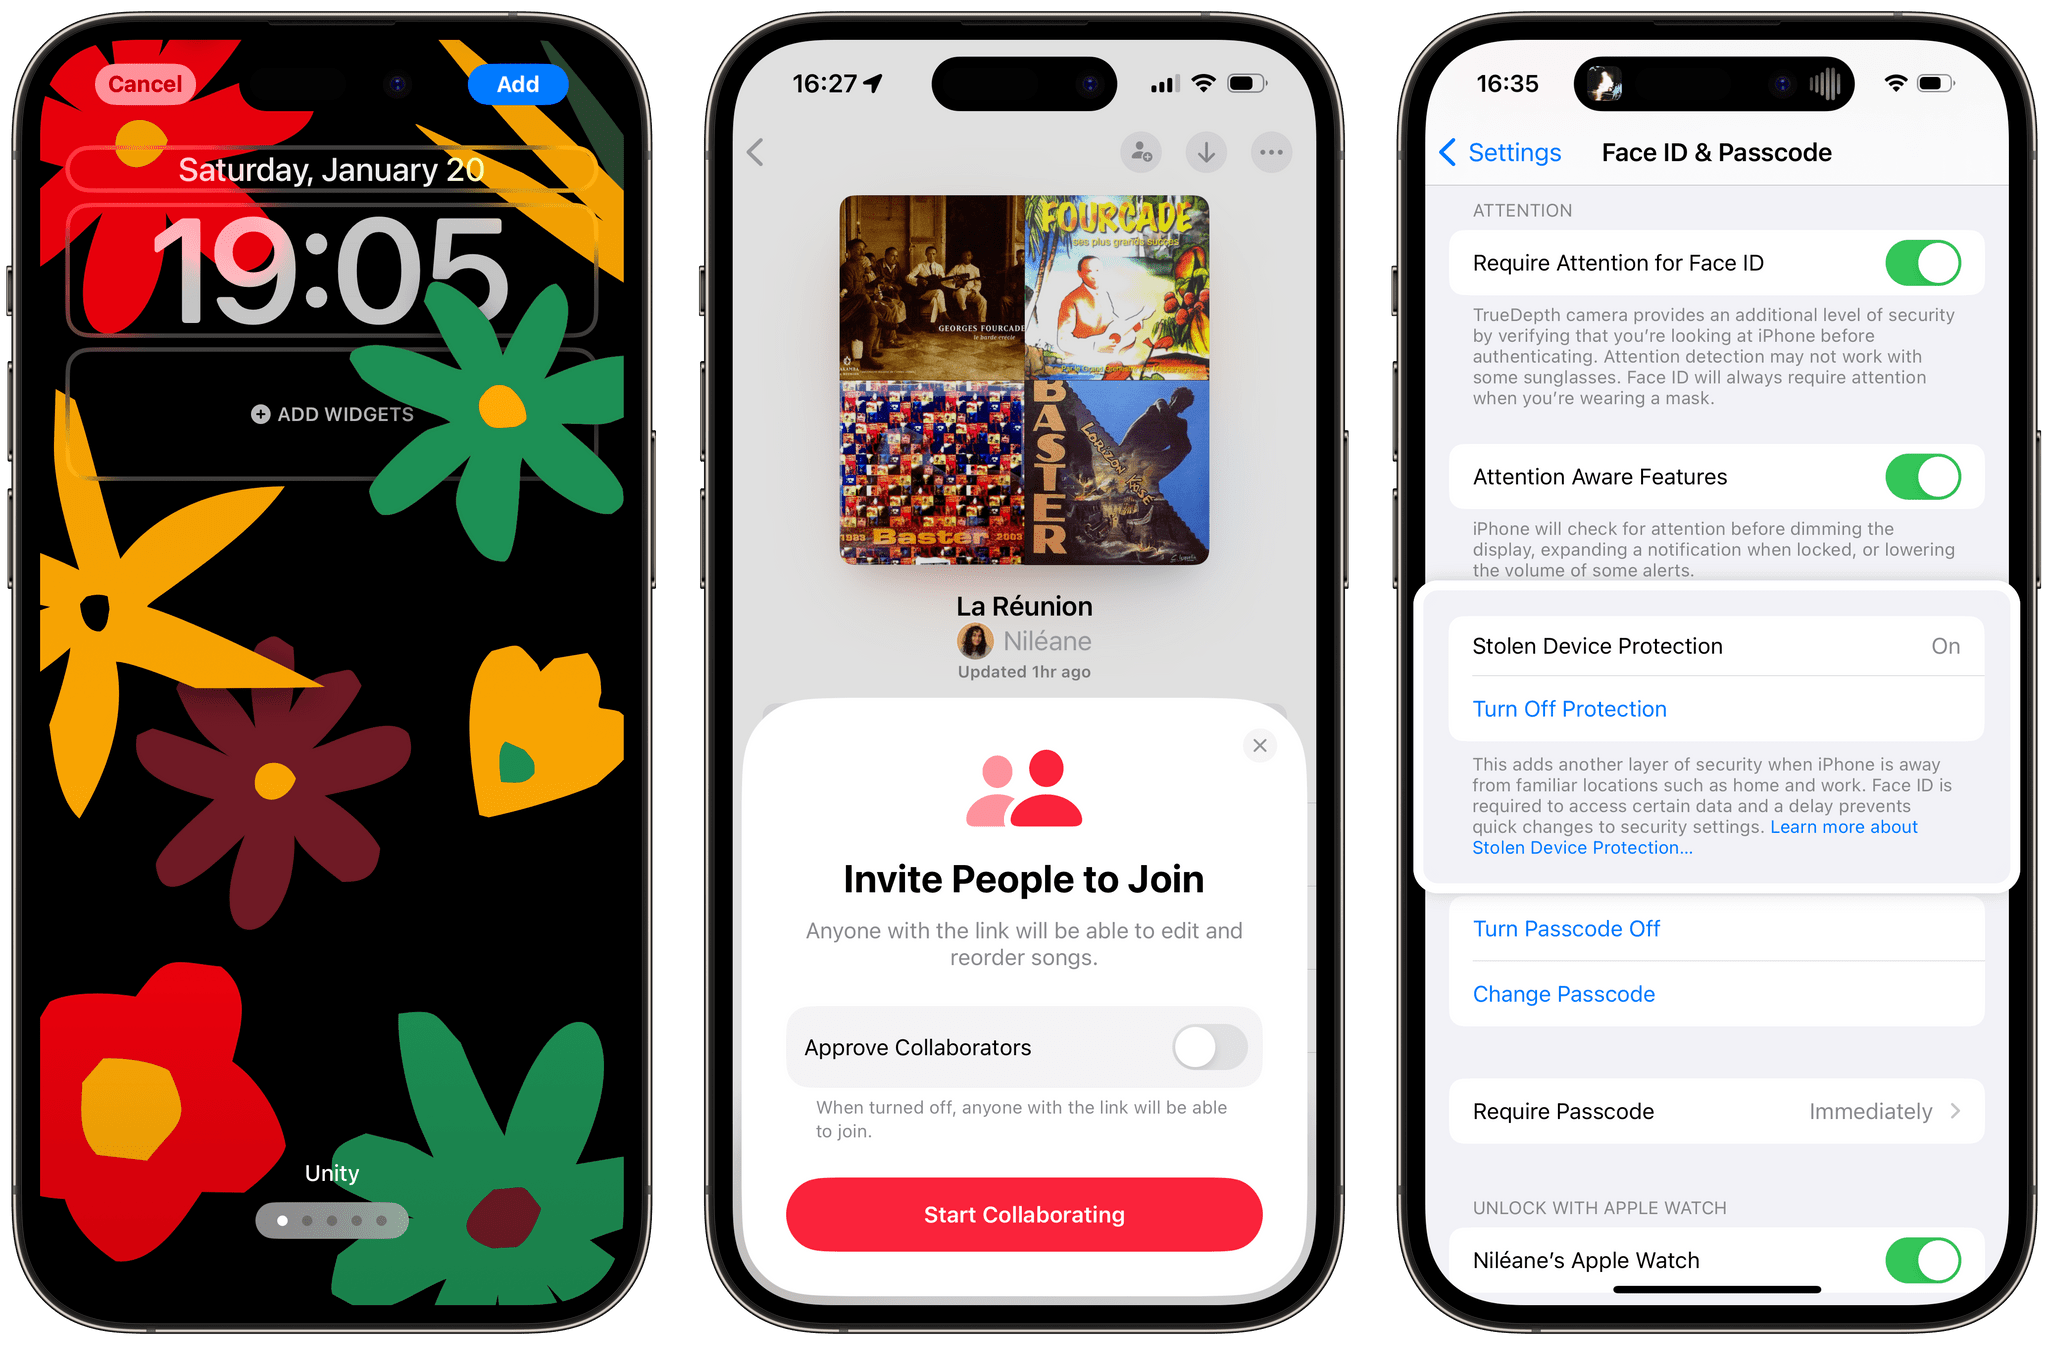 Cancel
Add
Saturday, January 20
19:05
ADD WIDGETS
Unity
16:27
GEORGES FOURCADE
le barde créole
FOURCADE
ses plus grands succès
1983 Baster 2003
BASTER
LORIZON KASÉ
La Réunion
Niléane
Updated 1hr ago
Invite People to Join
Anyone with the link will be able to edit and
reorder songs.
Approve Collaborators
When turned off, anyone with the link will be able
to join.
Start Collaborating
16:35
Settings
Face ID & Passcode
ATTENTION
Require Attention for Face ID
TrueDepth camera provides an additional level of security
by verifying that you're looking at iPhone before
authenticating. Attention detection may not work with
some sunglasses. Face ID will always require attention
when you're wearing a mask.
Attention Aware Features
iPhone will check for attention before dimming the
display, expanding a notification when locked, or lowering
the volume of some alerts.
Stolen Device Protection On
Turn Off Protection
This adds another layer of security when iPhone is away
from familiar locations such as home and work. Face ID is
required to access certain data and a delay prevents
quick changes to security settings. Learn more about
Stolen Device Protection...
Turn Passcode Off
Change Passcode
Require Passcode Immediately
UNLOCK WITH APPLE WATCH
Niléane's Apple Watch